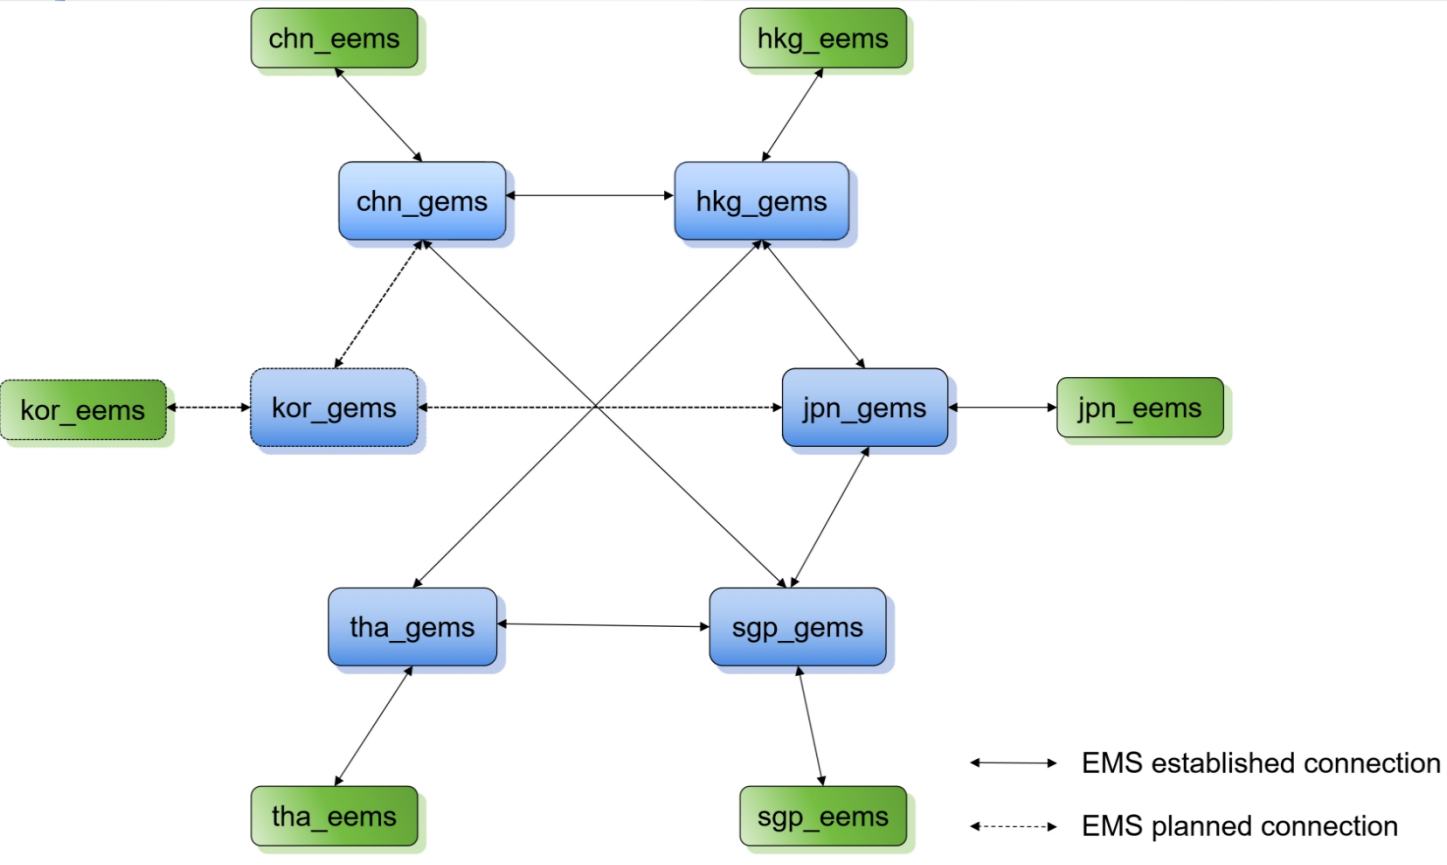 chn_eems
hkg_eems
chn_gems
hkg_gems
kor_eems
kor_gems
jpn_gems
jpn_eems
tha_gems
sgp_gems
tha_eems
sgp_eems
EMS established connection
EMS planned connection